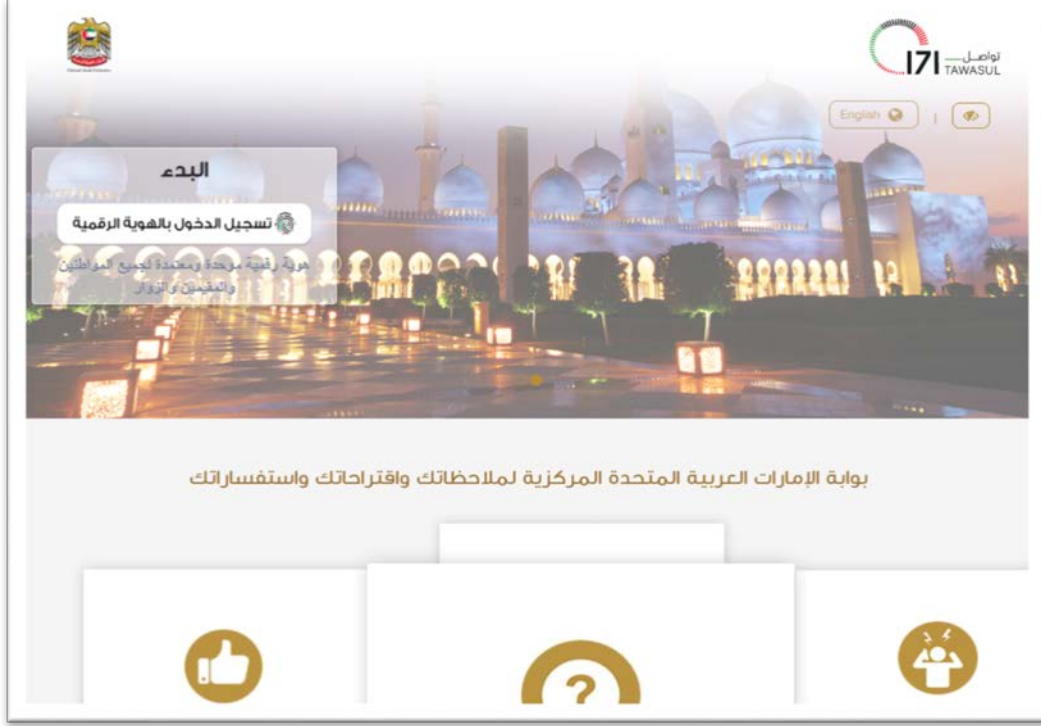 تواصل
171
TAWASUL
English
البدء
تسجيل الدخول بالهوية الرقمية
هوية رقمية موحدة ومعتمدة لجميع المواطنين
والمقيمين والزوار
بوابة الإمارات العربية المتحدة المركزية لملاحظاتك واقتراحاتك واستفساراتك
?